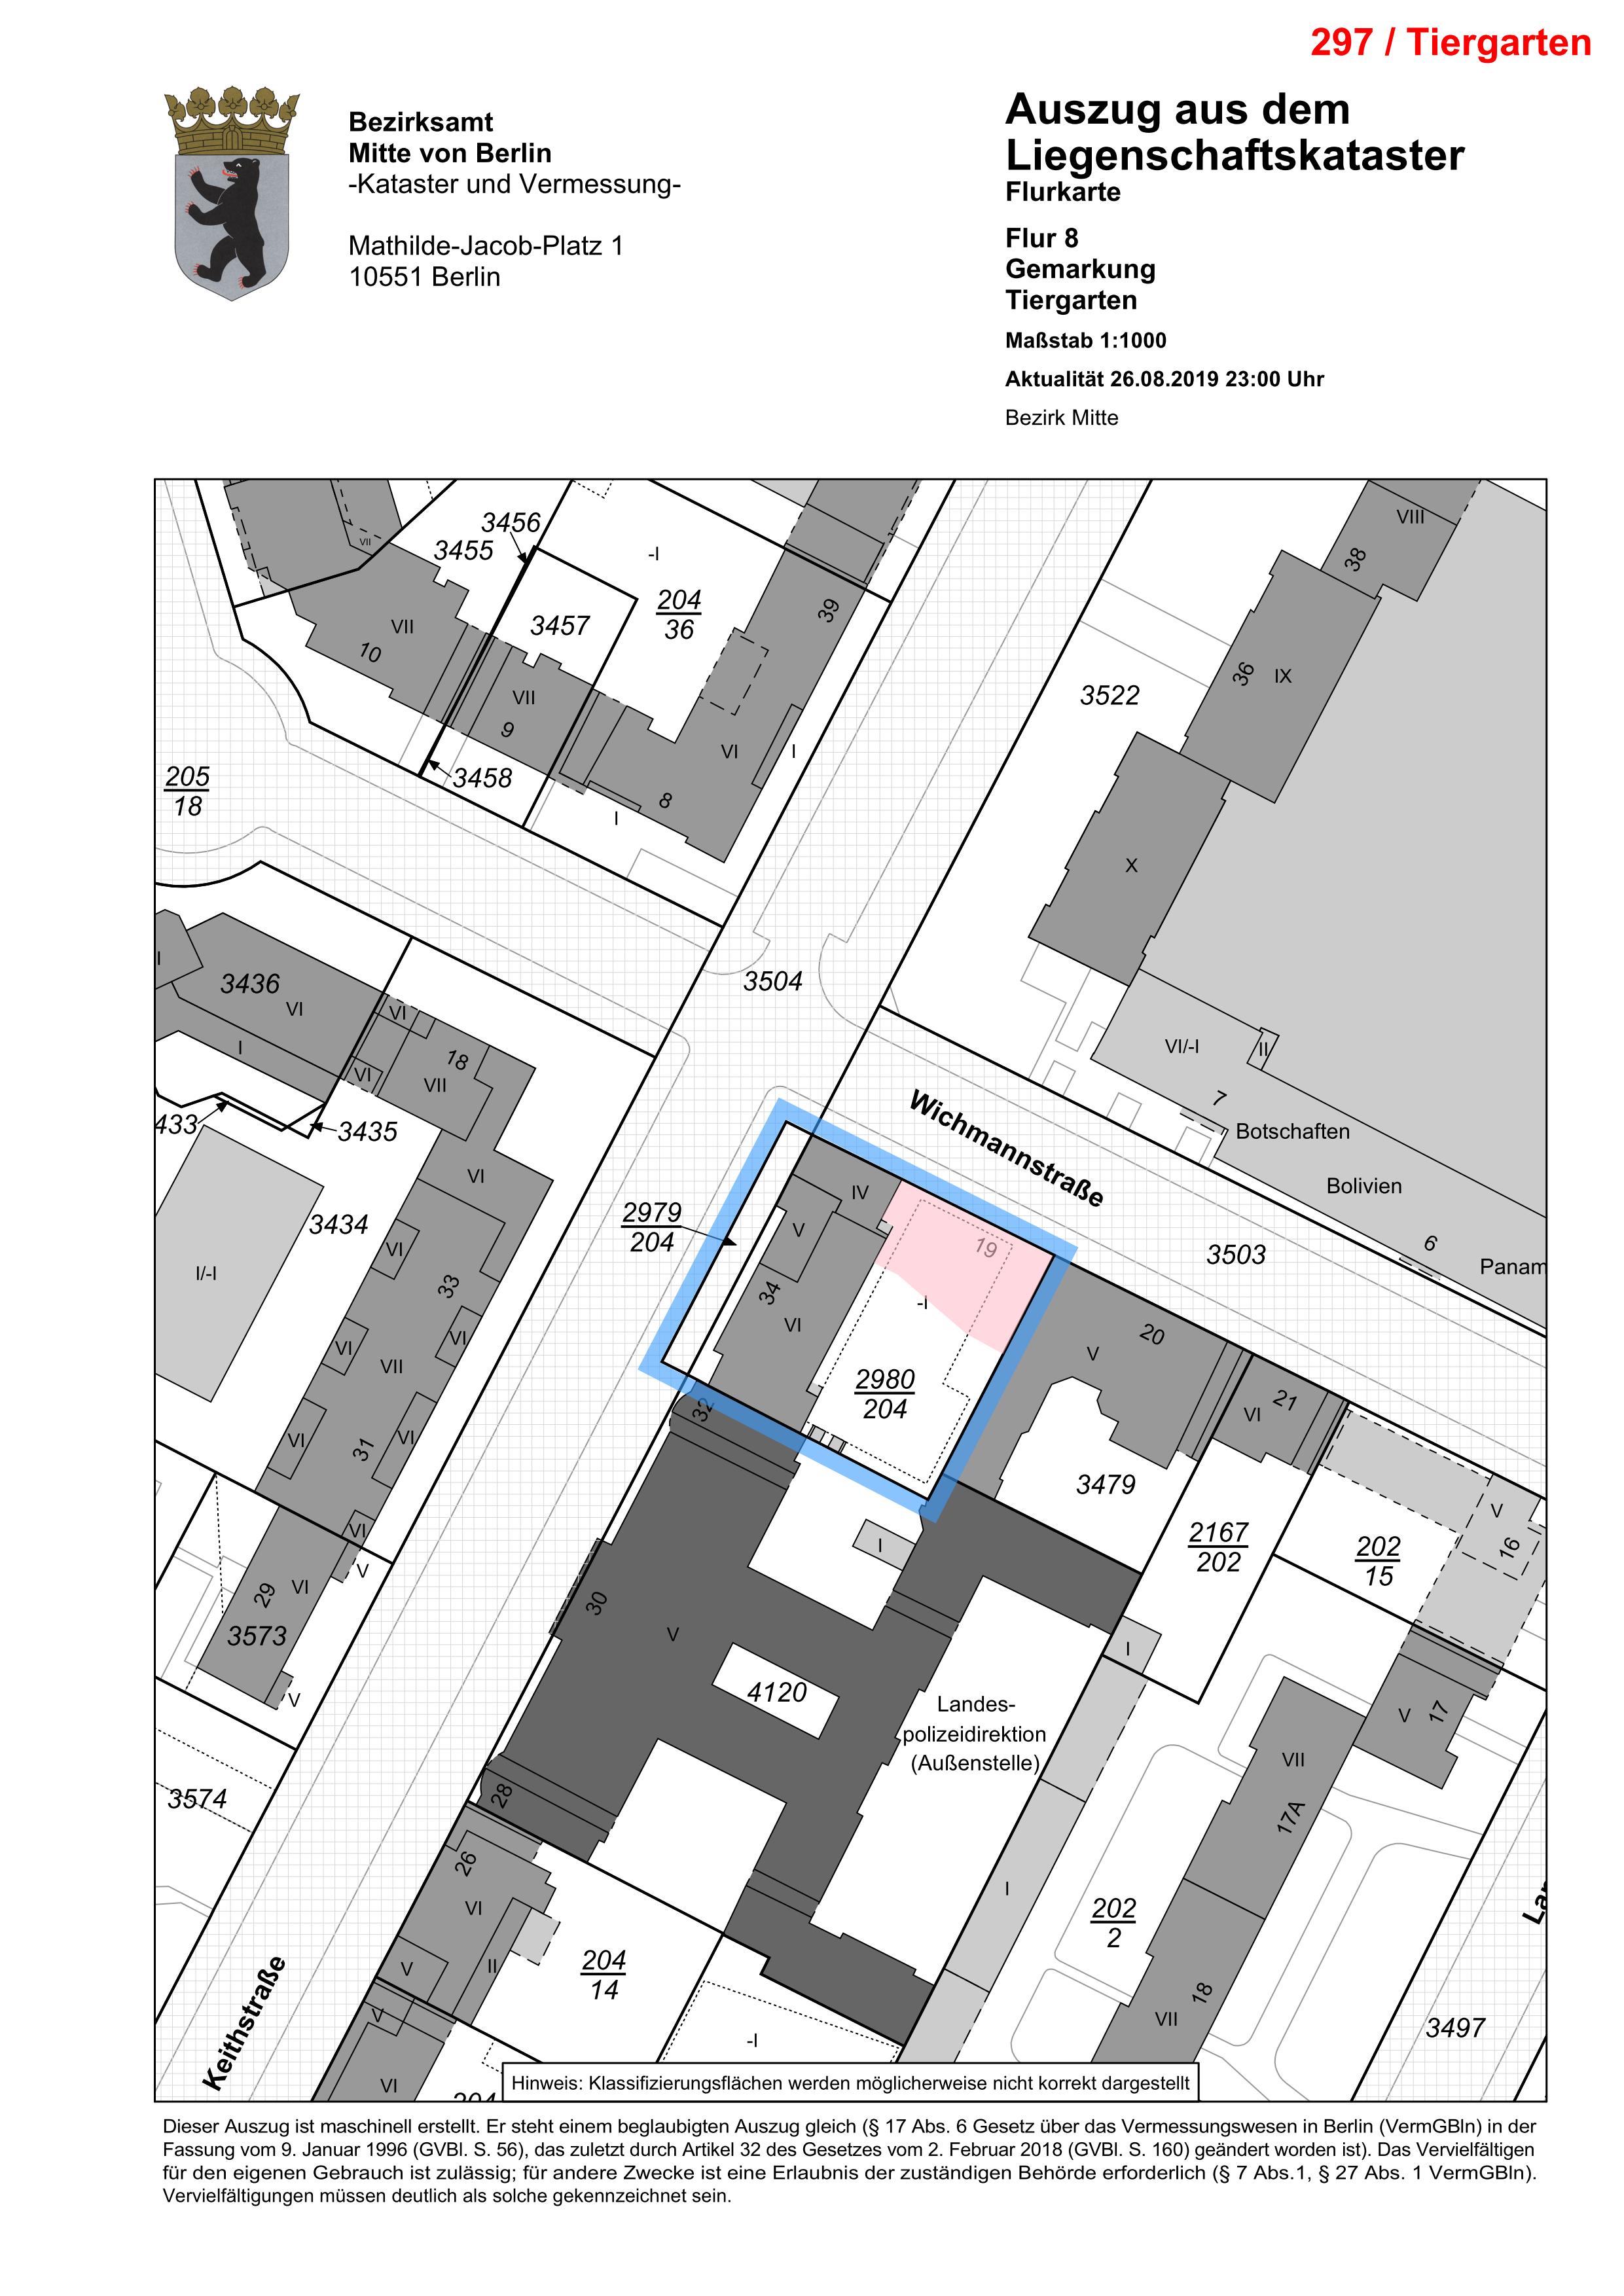 297 / Tiergarten
Bezirksamt
Mitte von Berlin
-Kataster und Vermessung-
Mathilde-Jacob-Platz 1
10551 Berlin
Auszug aus dem
Liegenschaftskataster
Flurkarte
Flur 8
Gemarkung
Tiergarten
Maßstab 1:1000
Aktualität 26.08.2019 23:00 Uhr
Bezirk Mitte
VIII
38
3456
3455
VII
-I
204
36
3457
39
VII
10
36
IX
3522
VII
9
VI
I
205
18
3458
8
I
X
3504
I
3436
VI
VI
I
18
VI
VII
VI/-I
II
7
433
3435
Wichmannstraße
Botschaften
Bolivien
VI
IV
2979
204
V
19
3503
6
Panam
3434
VI
I/-I
33
34
-I
VI
VI
VI
VII
20
V
2980
204
21
VI
32
VI
VI
31
3479
VI
V
V
2167
202
202
15
16
I
29
VI
30
3573
V
I
V
4120
Landes-
polizeidirektion
(Außenstelle)
V
17
VII
3574
28
17A
26
VI
I
202
2
La
V
II
204
14
18
VII
V
Keithstraße
-I
3497
VI
204
Hinweis: Klassifizierungsflächen werden möglicherweise nicht korrekt dargestellt
Dieser Auszug ist maschinell erstellt. Er steht einem beglaubigten Auszug gleich (§ 17 Abs. 6 Gesetz über das Vermessungswesen in Berlin (VermGBln) in der
Fassung vom 9. Januar 1996 (GVBl. S. 56), das zuletzt durch Artikel 32 des Gesetzes vom 2. Februar 2018 (GVBl. S. 160) geändert worden ist). Das Vervielfältigen
für den eigenen Gebrauch ist zulässig; für andere Zwecke ist eine Erlaubnis der zuständigen Behörde erforderlich (§ 7 Abs.1, § 27 Abs. 1 VermGBln).
Vervielfältigungen müssen deutlich als solche gekennzeichnet sein.